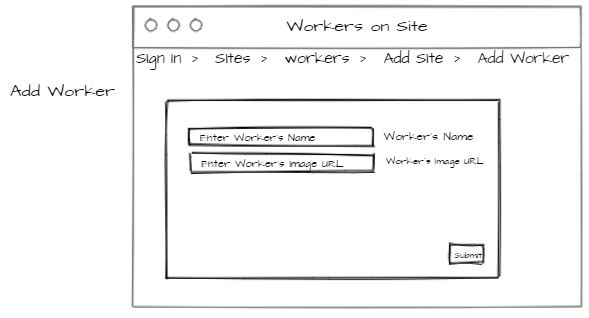 Workers on Site
Sign In > Sites > workers > Add Site > Add Worker
Add Worker
Enter Worker's Name Worker's Name
Enter Worker's Image URL Worker's Image URL
Submit